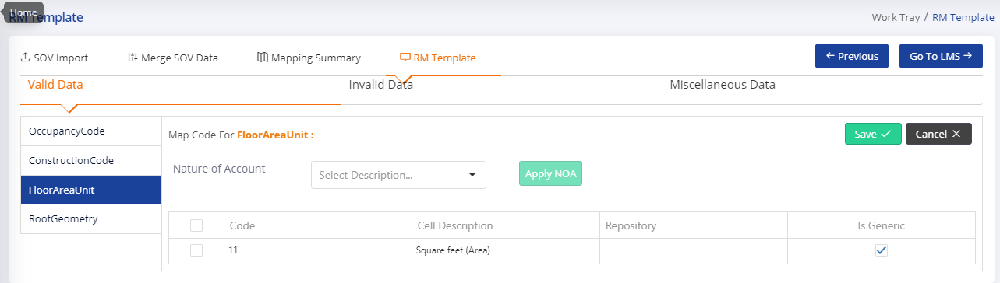 Home
RM Template
Work Tray / RM Template
SOV Import
Merge SOV Data
Mapping Summary
RM Template
Previous
Go To LMS
Valid Data
Invalid Data
Miscellaneous Data
OccupancyCode
ConstructionCode
FloorAreaUnit
RoofGeometry
Map Code For FloorAreaUnit :
Save
Cancel
Nature of Account
Select Description...
Apply NOA
Code
Cell Description
Repository
Is Generic
11
Square feet (Area)